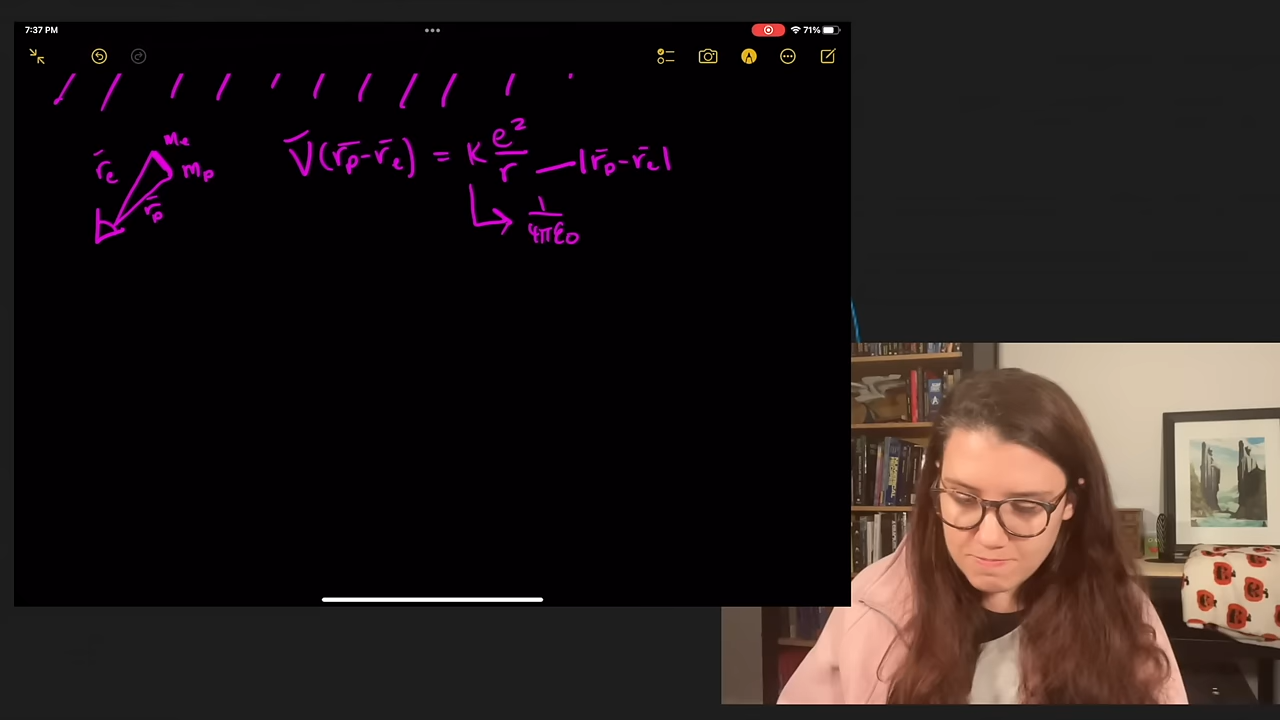 7:37 PM
71%
r̄ₑ
mₑ
mₚ
r̄ₚ
V̄(r̄ₚ-r̄ₑ) = K e²/r — |r̄ₚ-r̄ₑ|
1/4πε₀